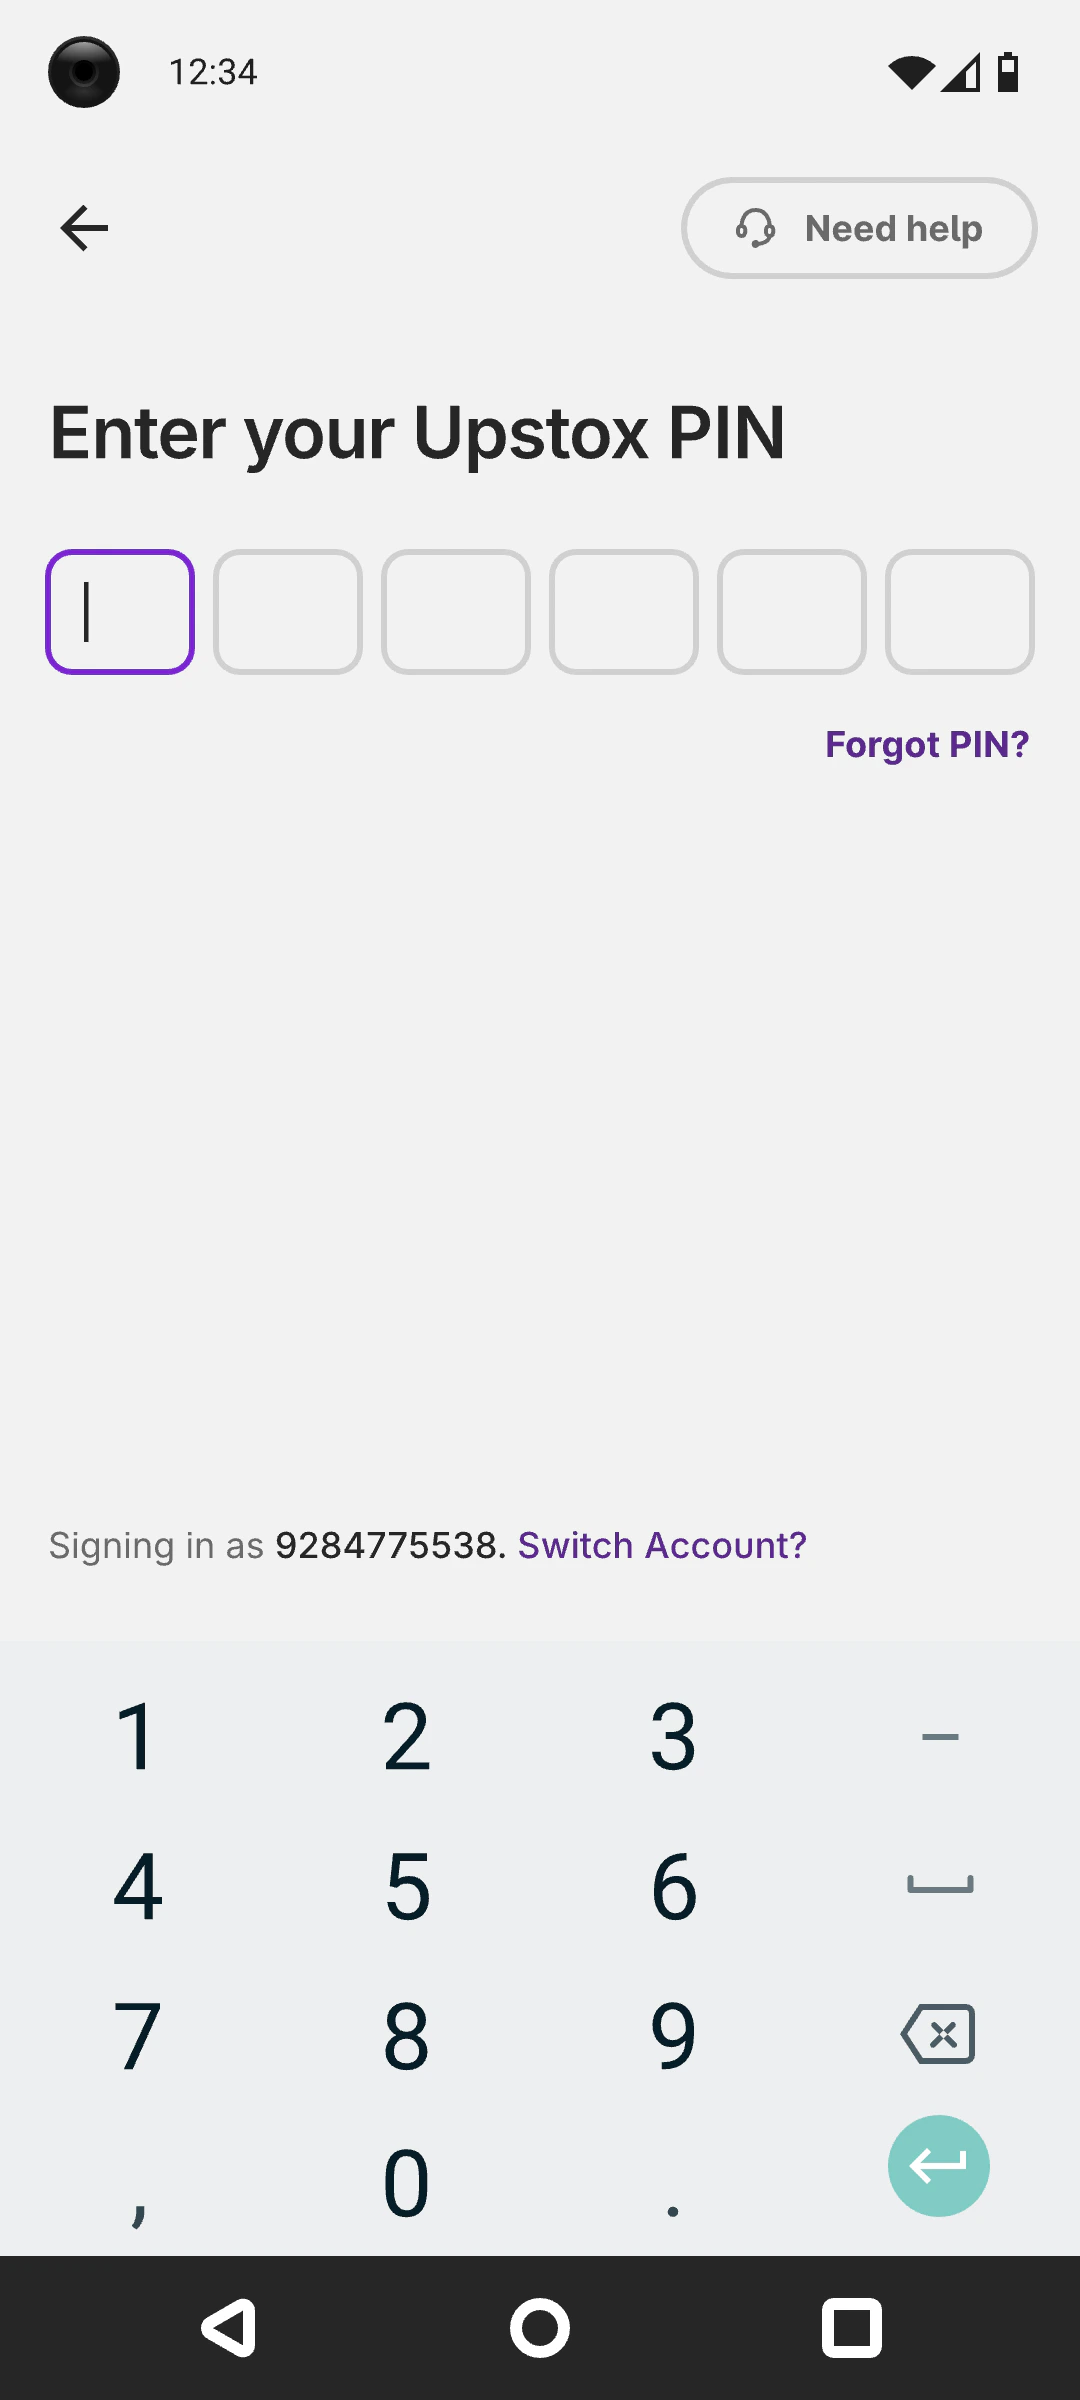 12:34
Need help
Enter your Upstox PIN
Forgot PIN?
Signing in as 9284775538. Switch Account?
1 2 3 –
4 5 6
7 8 9
, 0 .